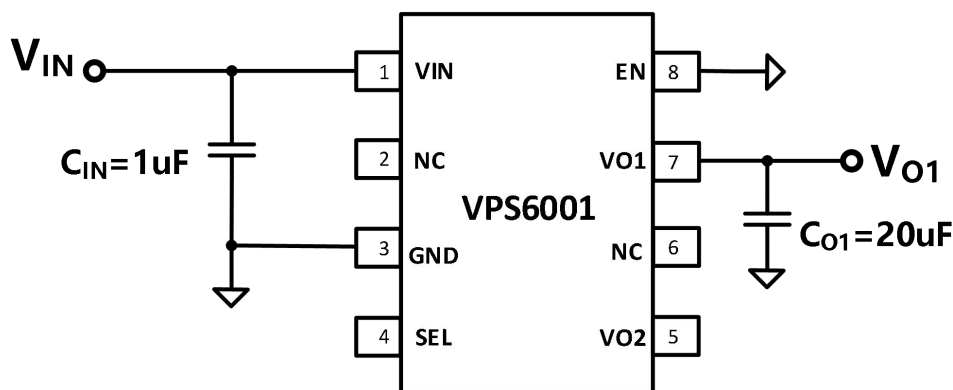 VIN
1 VIN
EN 8
2 NC
VO1 7
VO1
CIN=1uF
VPS6001
CO1=20uF
3 GND
NC 6
4 SEL
VO2 5